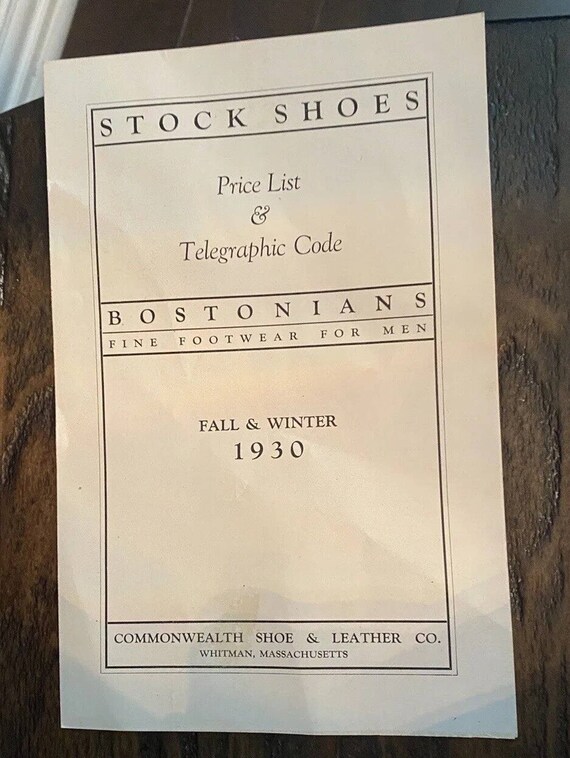 STOCK SHOES
Price List
&
Telegraphic Code
BOSTONIANS
FINE FOOTWEAR FOR MEN
FALL & WINTER
1930
COMMONWEALTH SHOE & LEATHER CO.
WHITMAN, MASSACHUSETTS